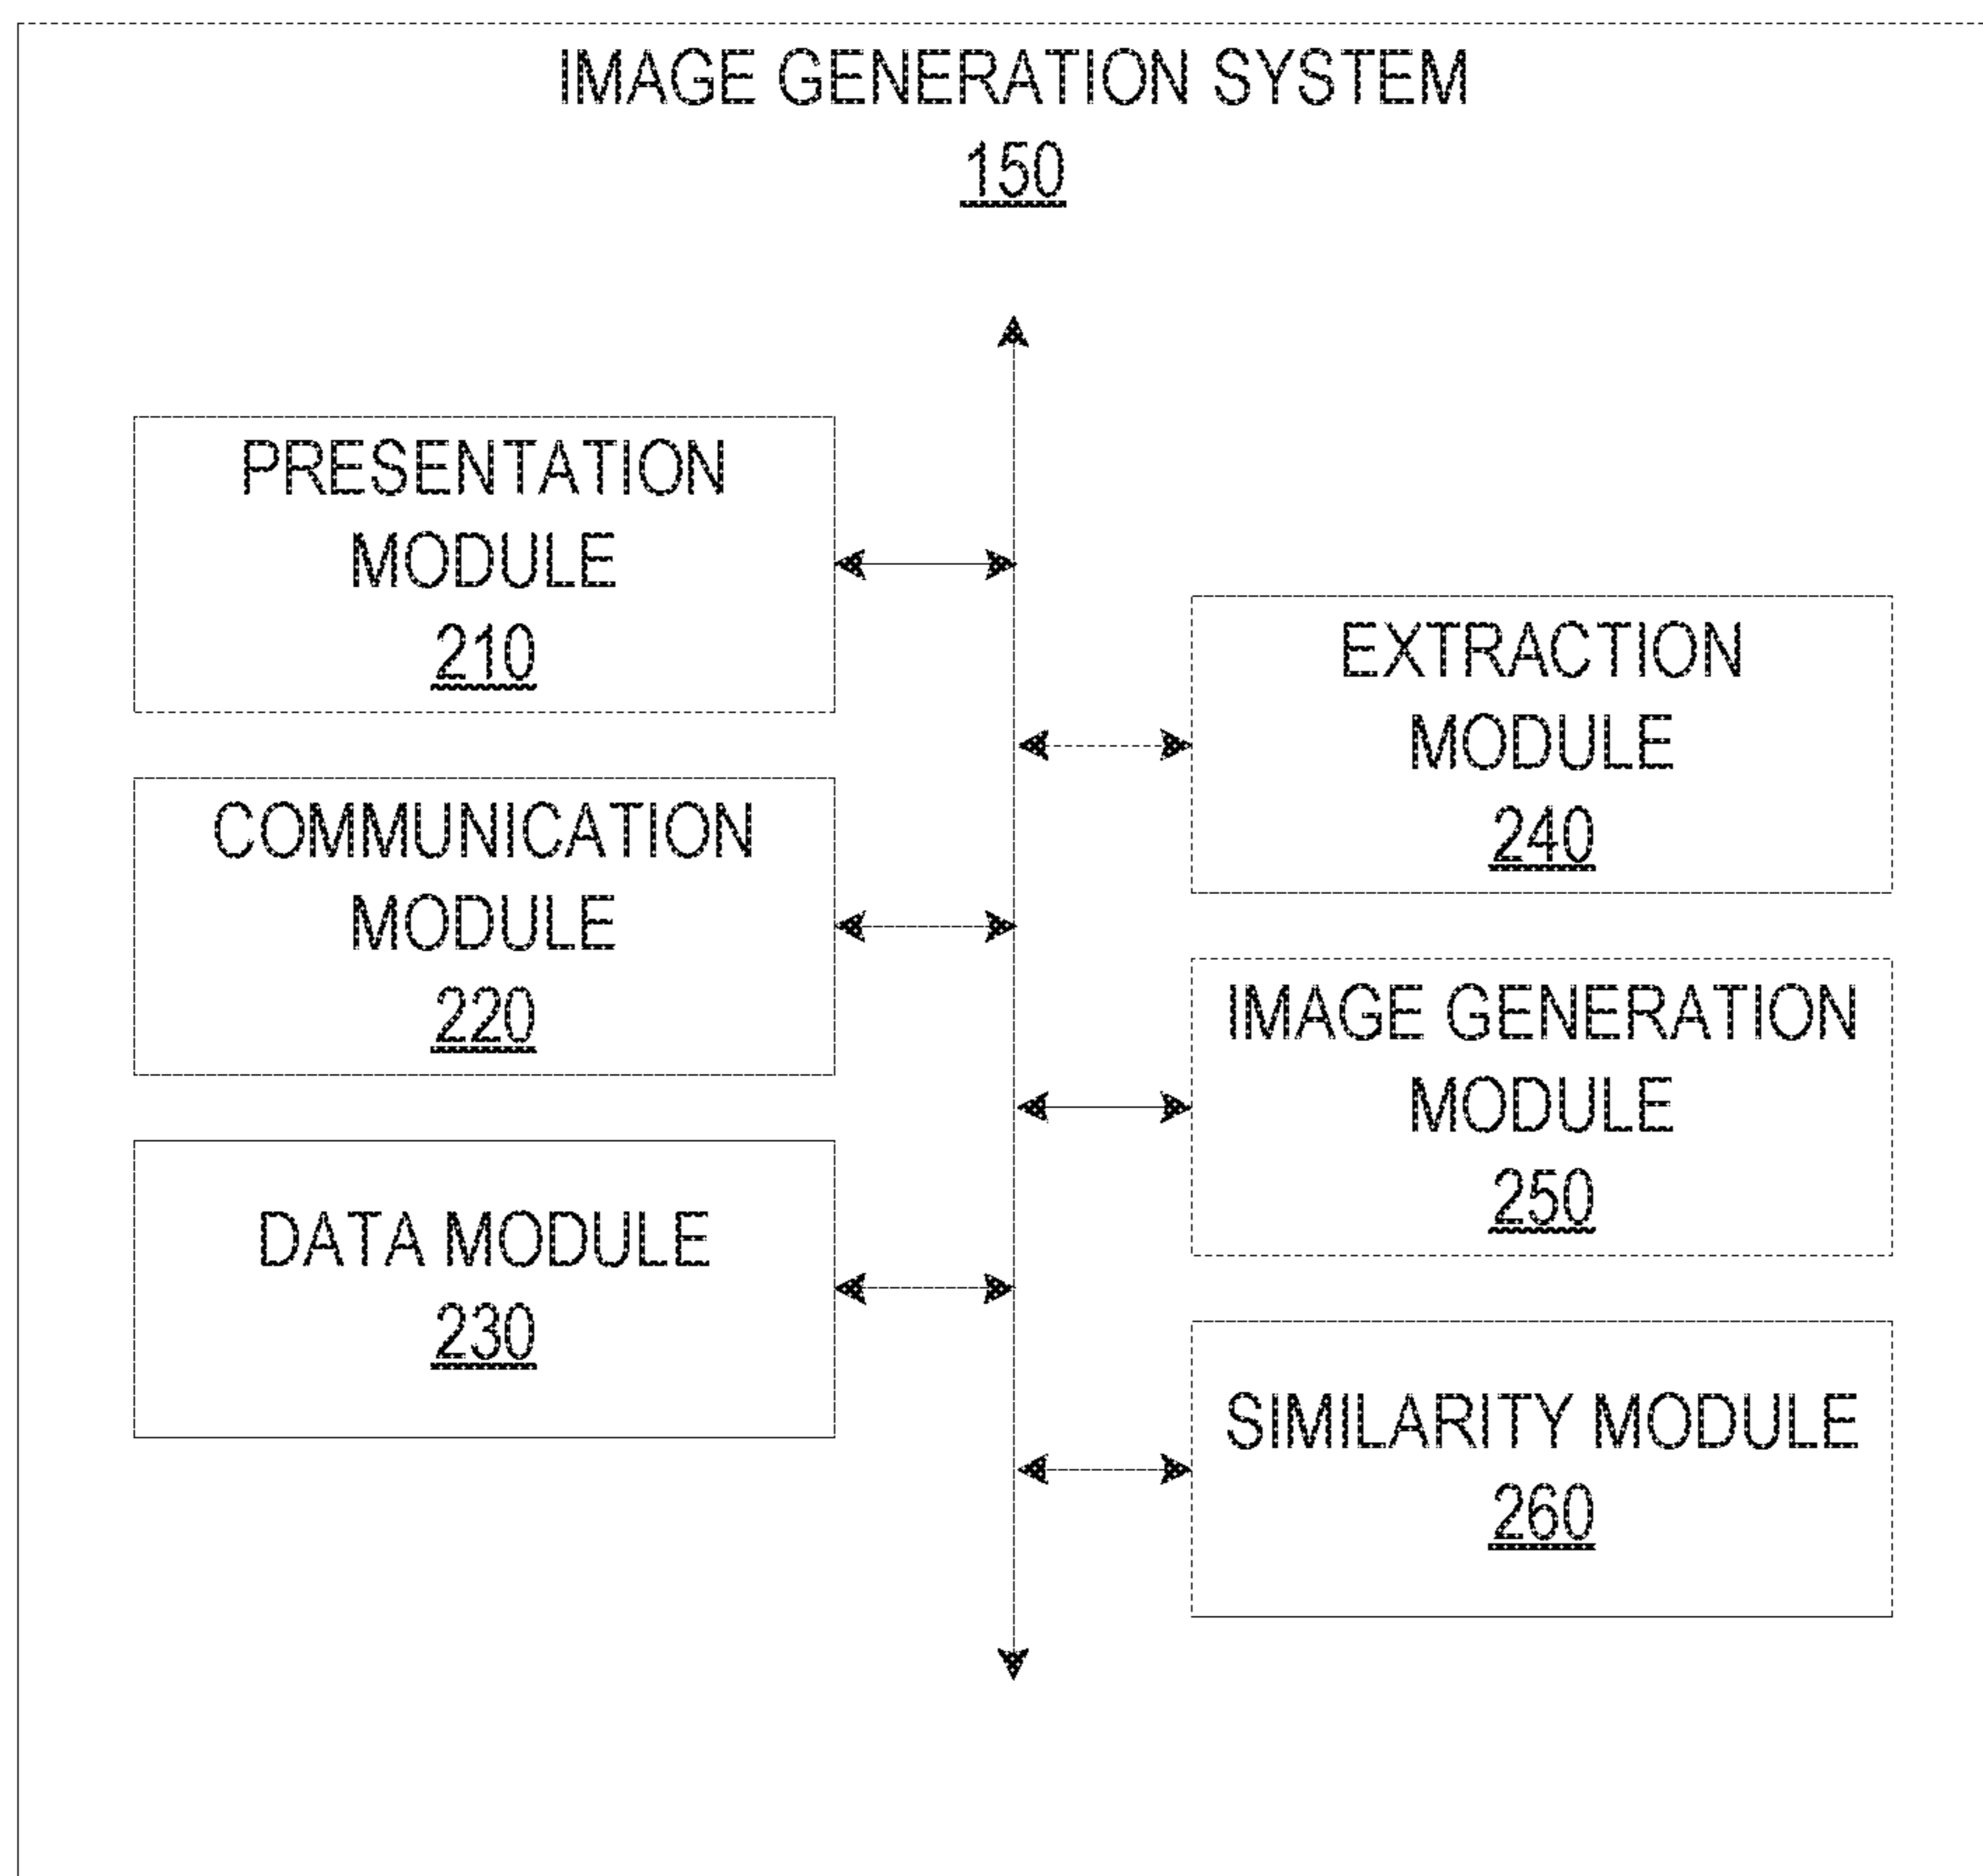 IMAGE GENERATION SYSTEM
150
PRESENTATION
MODULE
210
COMMUNICATION
MODULE
220
DATA MODULE
230
EXTRACTION
MODULE
240
IMAGE GENERATION
MODULE
250
SIMILARITY MODULE
260